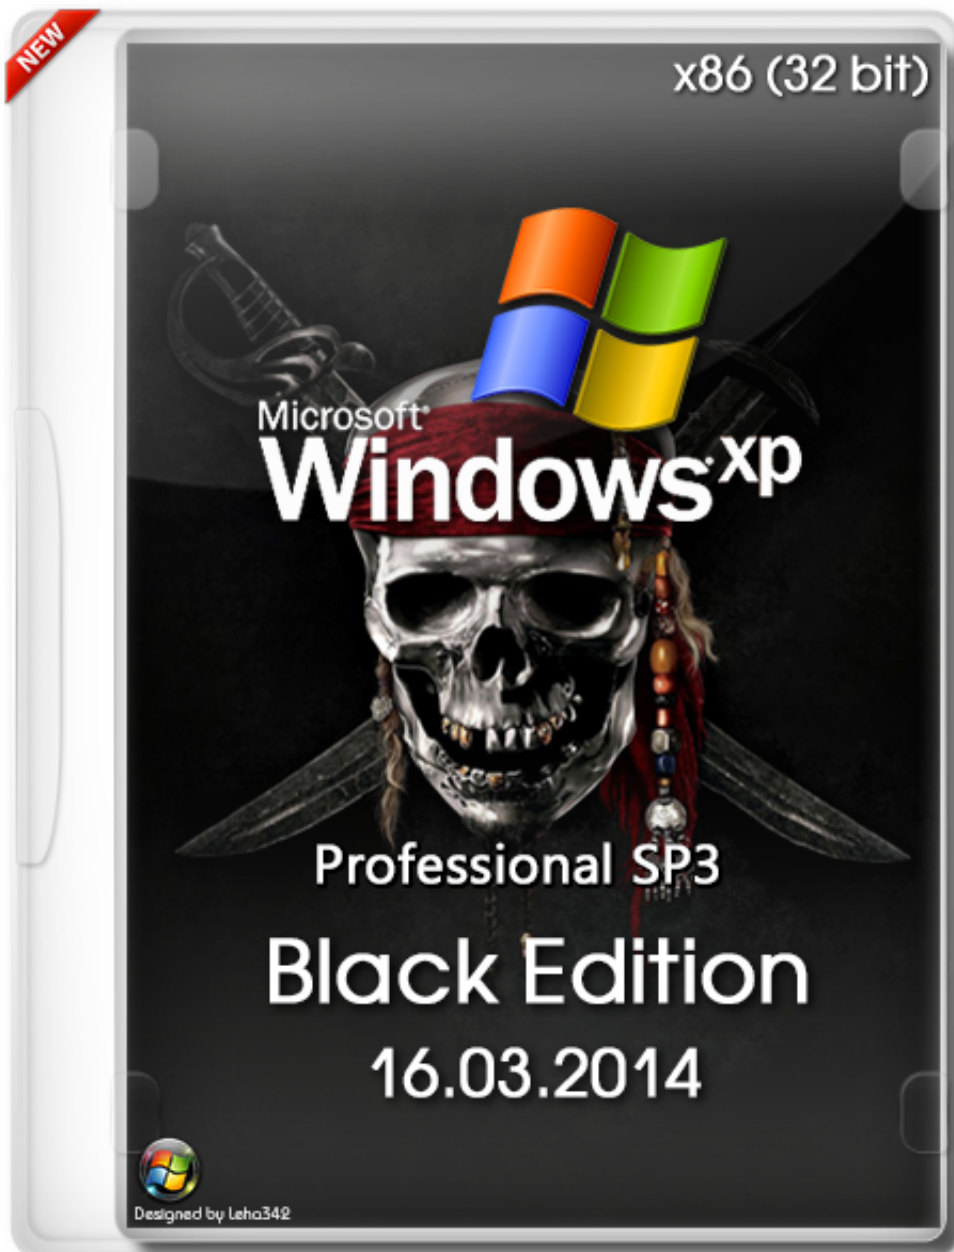 NEW
x86 (32 bit)
Microsoft®
Windows xp
Professional SP3
Black Edition
16.03.2014
Designed by Leha342